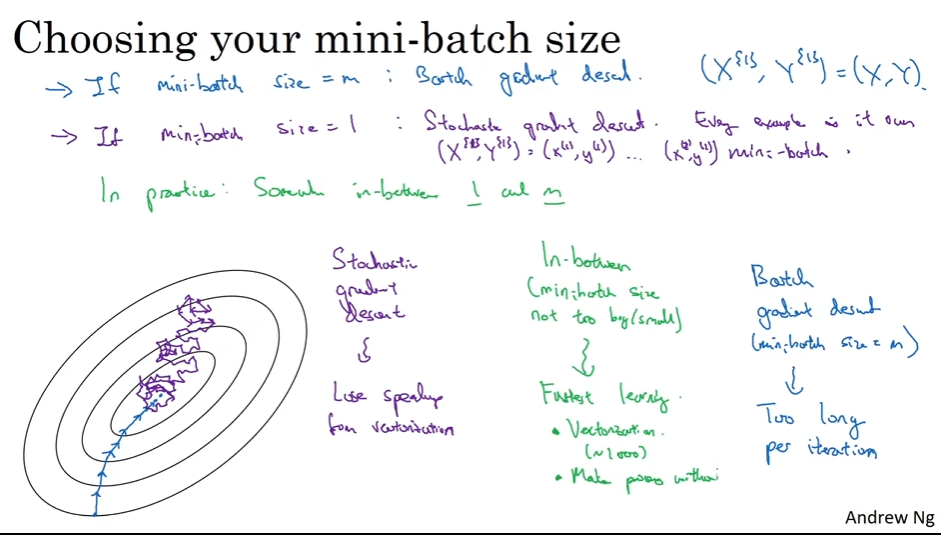 Choosing your mini-batch size
→ If mini-batch size = m : Batch gradient descent. (X^{1}, Y^{1}) = (X, Y).
→ If mini-batch size = 1 : Stochastic gradient descent. Every example is it own
(X^{1}, Y^{1}) = (x^(1), y^(1)) ... mini-batch.
In practice: Somewhere in-between 1 and m
Stochastic
gradient
descent
Lose speedup
from vectorization
In-between
(mini-batch size
not too big/small)
Fastest learning.
• Vectorization.
(~1000)
• Make progress without
Batch
gradient descent
(mini-batch size = m)
Too long
per iteration
Andrew Ng